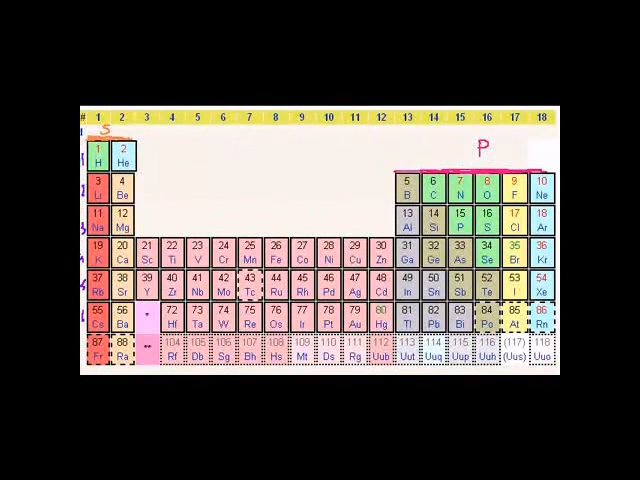 # 1 2 3 4 5 6 7 8 9 10 11 12 13 14 15 16 17 18
S
P
1 2
H He
3 4 5 6 7 8 9 10
Li Be B C N O F Ne
11 12 13 14 15 16 17 18
Na Mg Al Si P S Cl Ar
19 20 21 22 23 24 25 26 27 28 29 30 31 32 33 34 35 36
K Ca Sc Ti V Cr Mn Fe Co Ni Cu Zn Ga Ge As Se Br Kr
37 38 39 40 41 42 43 44 45 46 47 48 49 50 51 52 53 54
Rb Sr Y Zr Nb Mo Tc Ru Rh Pd Ag Cd In Sn Sb Te I Xe
55 56 * 72 73 74 75 76 77 78 79 80 81 82 83 84 85 86
Cs Ba Hf Ta W Re Os Ir Pt Au Hg Tl Pb Bi Po At Rn
87 88 ** 104 105 106 107 108 109 110 111 112 113 114 115 116 (117) 118
Fr Ra Rf Db Sg Bh Hs Mt Ds Rg Uub Uut Uuq Uup Uuh (Uus) Uuo